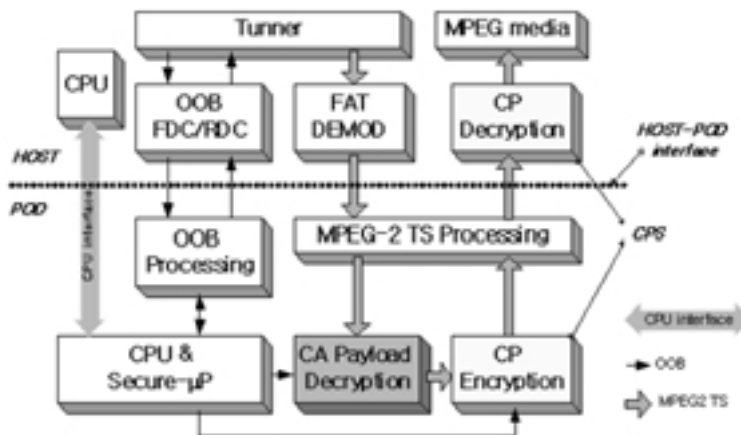 Tunner
MPEG media
CPU
OOB
FDC/RDC
FAT
DEMOD
CP
Decryption
HOST
HOST-POD
interface
POD
CPU interface
OOB
Processing
MPEG-2 TS Processing
CPS
CPU &
Secure-µP
CA Payload
Decryption
CP
Encryption
CPU interface
OOB
MPEG2 TS